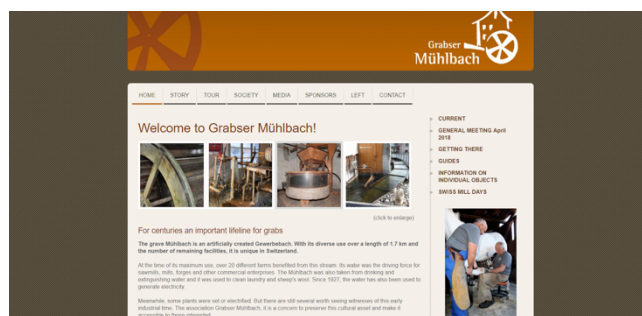 Grabser
Mühlbach
HOME STORY TOUR SOCIETY MEDIA SPONSORS LEFT CONTACT
Welcome to Grabser Mühlbach!
(click to enlarge)
For centuries an important lifeline for grabs
The grave Mühlbach is an artificially created Gewerbebach. With its diverse use over a length of 1.7 km and
the number of remaining facilities, it is unique in Switzerland.
At the time of its maximum use, over 20 different farms benefited from this stream. Its water was the driving force for
sawmills, mills, forges and other commercial enterprises. The Mühlbach was also taken from drinking and
extinguishing water and it was used to clean laundry and sheep's wool. Since 1927, the water has also been used to
generate electricity.
Meanwhile, some plants were set or electrified. But there are still several worth seeing witnesses of this early
industrial time. The association Grabser Mühlbach, it is a concern to preserve this cultural asset and make it
accessible to those interested.
CURRENT
GENERAL MEETING April
2018
GETTING THERE
GUIDES
INFORMATION ON
INDIVIDUAL OBJECTS
SWISS MILL DAYS